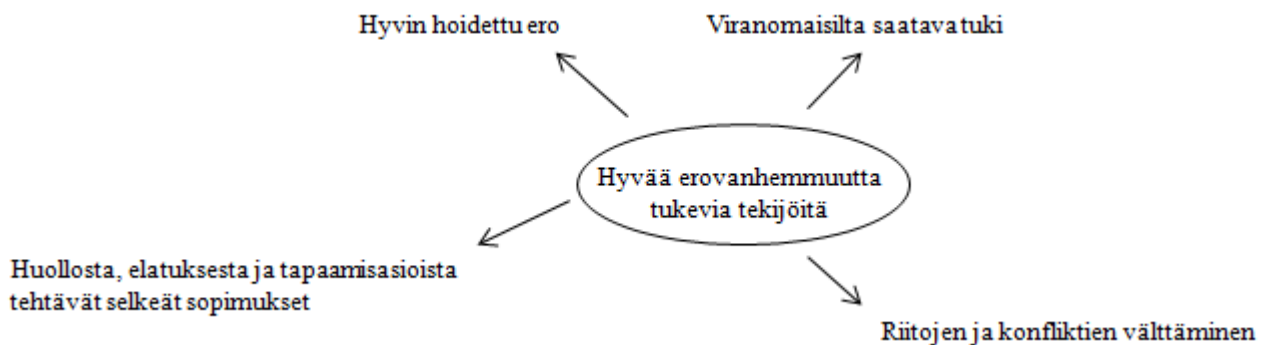 Hyvin hoidettu ero
Viranomaisilta saatava tuki
Hyvää erovanhemmuutta
tukevia tekijöitä
Huollosta, elatuksesta ja tapaamisasioista
tehtävät selkeät sopimukset
Riitojen ja konfliktien välttäminen